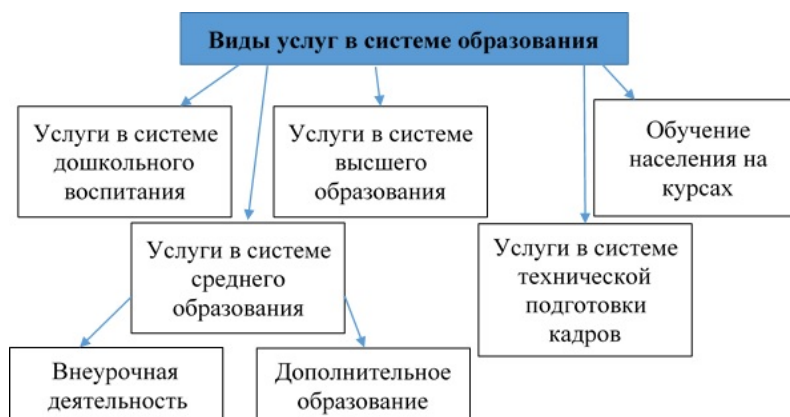 Виды услуг в системе образования
Услуги в системе
дошкольного
воспитания
Услуги в системе
высшего
образования
Обучение
населения на
курсах
Услуги в системе
среднего
образования
Услуги в системе
технической
подготовки
кадров
Внеурочная
деятельность
Дополнительное
образование